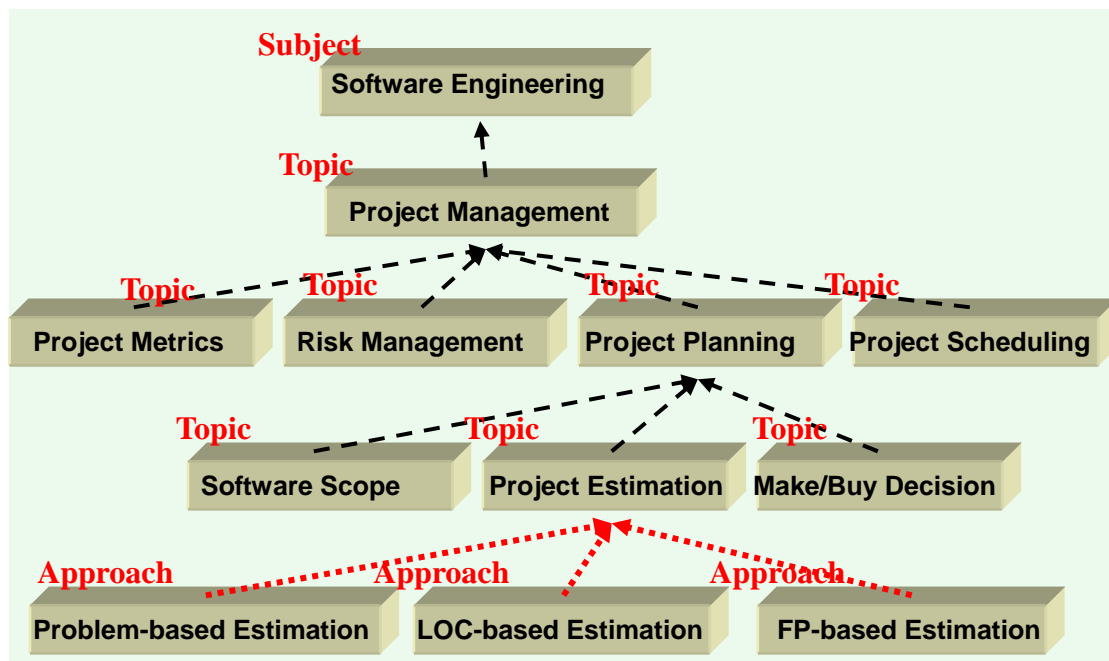 Subject
Software Engineering
Topic
Project Management
Topic
Topic
Topic
Topic
Project Metrics
Risk Management
Project Planning
Project Scheduling
Topic
Topic
Topic
Software Scope
Project Estimation
Make/Buy Decision
Approach
Approach
Approach
Problem-based Estimation
LOC-based Estimation
FP-based Estimation